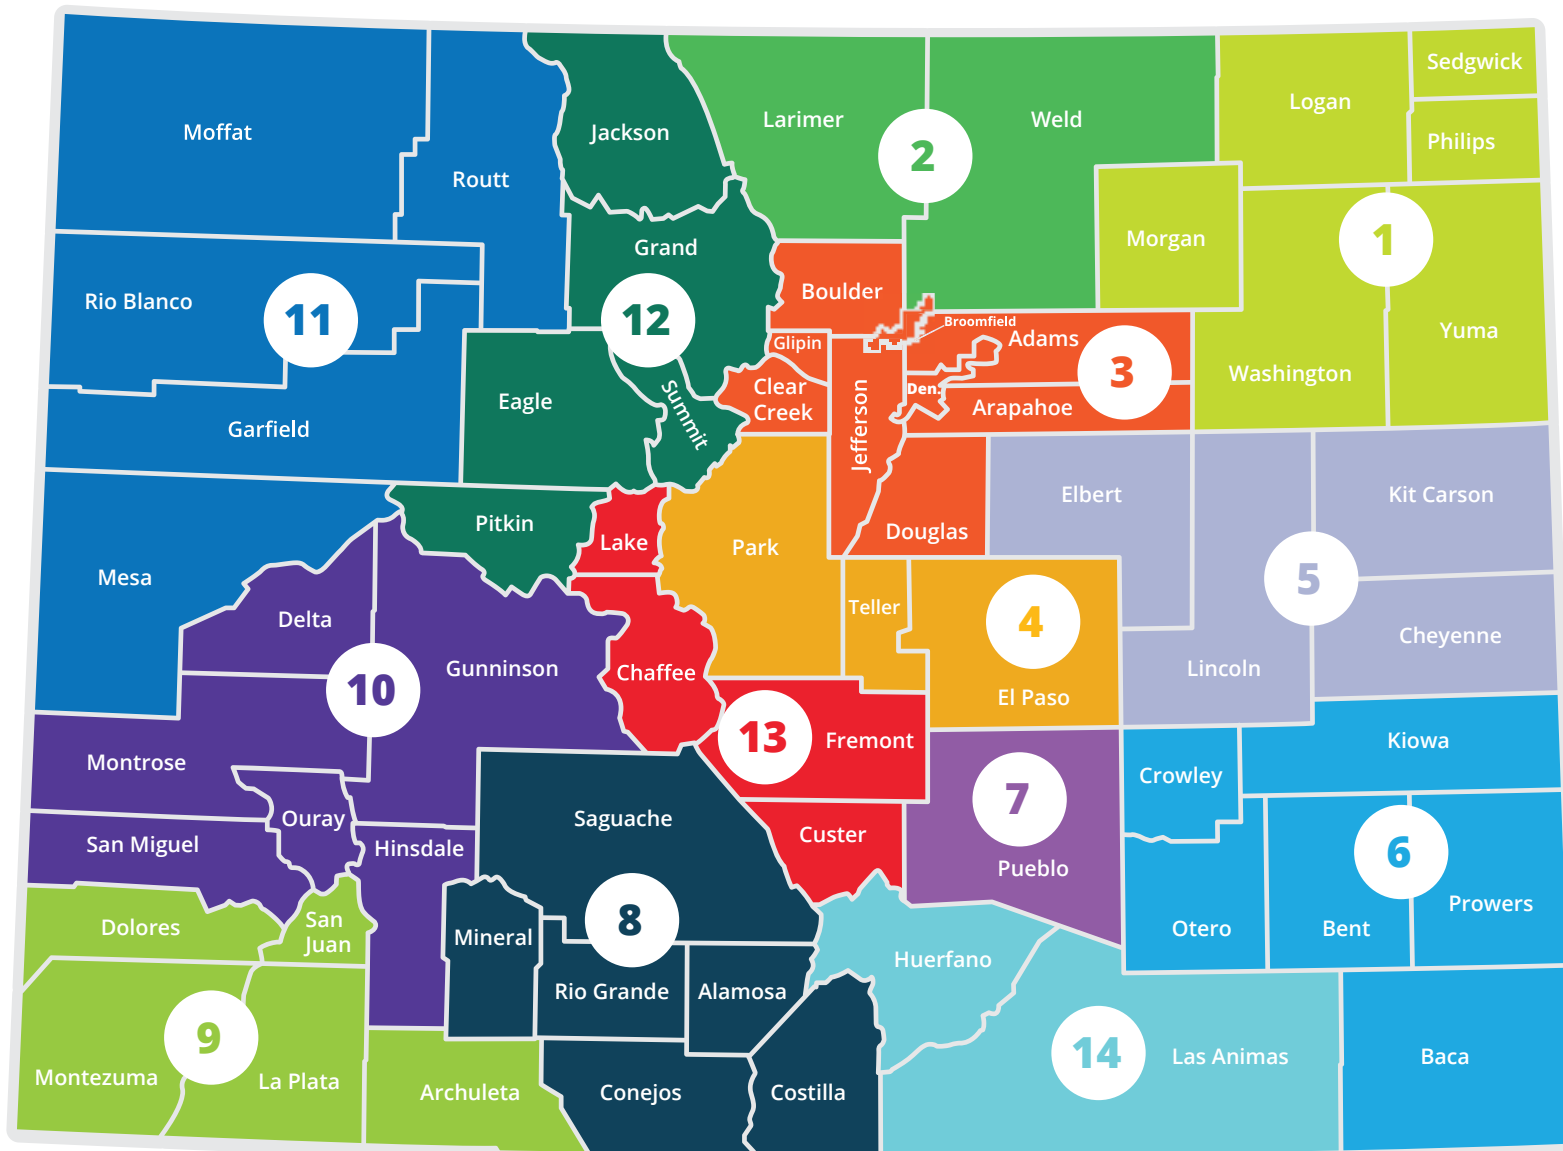 Sedgwick
Logan
Moffat
Jackson
Larimer
Weld
Philips
2
Routt
Morgan
1
Grand
Rio Blanco
11
12
Boulder
Broomfield
Yuma
Glipin
Adams
3
Washington
Den.
Clear
Creek
Eagle
Summit
Arapahoe
Jefferson
Garfield
Elbert
Kit Carson
Pitkin
Lake
Park
Douglas
Mesa
5
Delta
Teller
4
Cheyenne
Gunninson
Chaffee
Lincoln
10
El Paso
13
Fremont
Kiowa
Montrose
Crowley
7
Ouray
Saguache
San Miguel
Hinsdale
Custer
6
Pueblo
Prowers
Dolores
San
Juan
Mineral
8
Otero
Bent
Huerfano
Rio Grande
Alamosa
9
14
Las Animas
Baca
Montezuma
La Plata
Archuleta
Conejos
Costilla